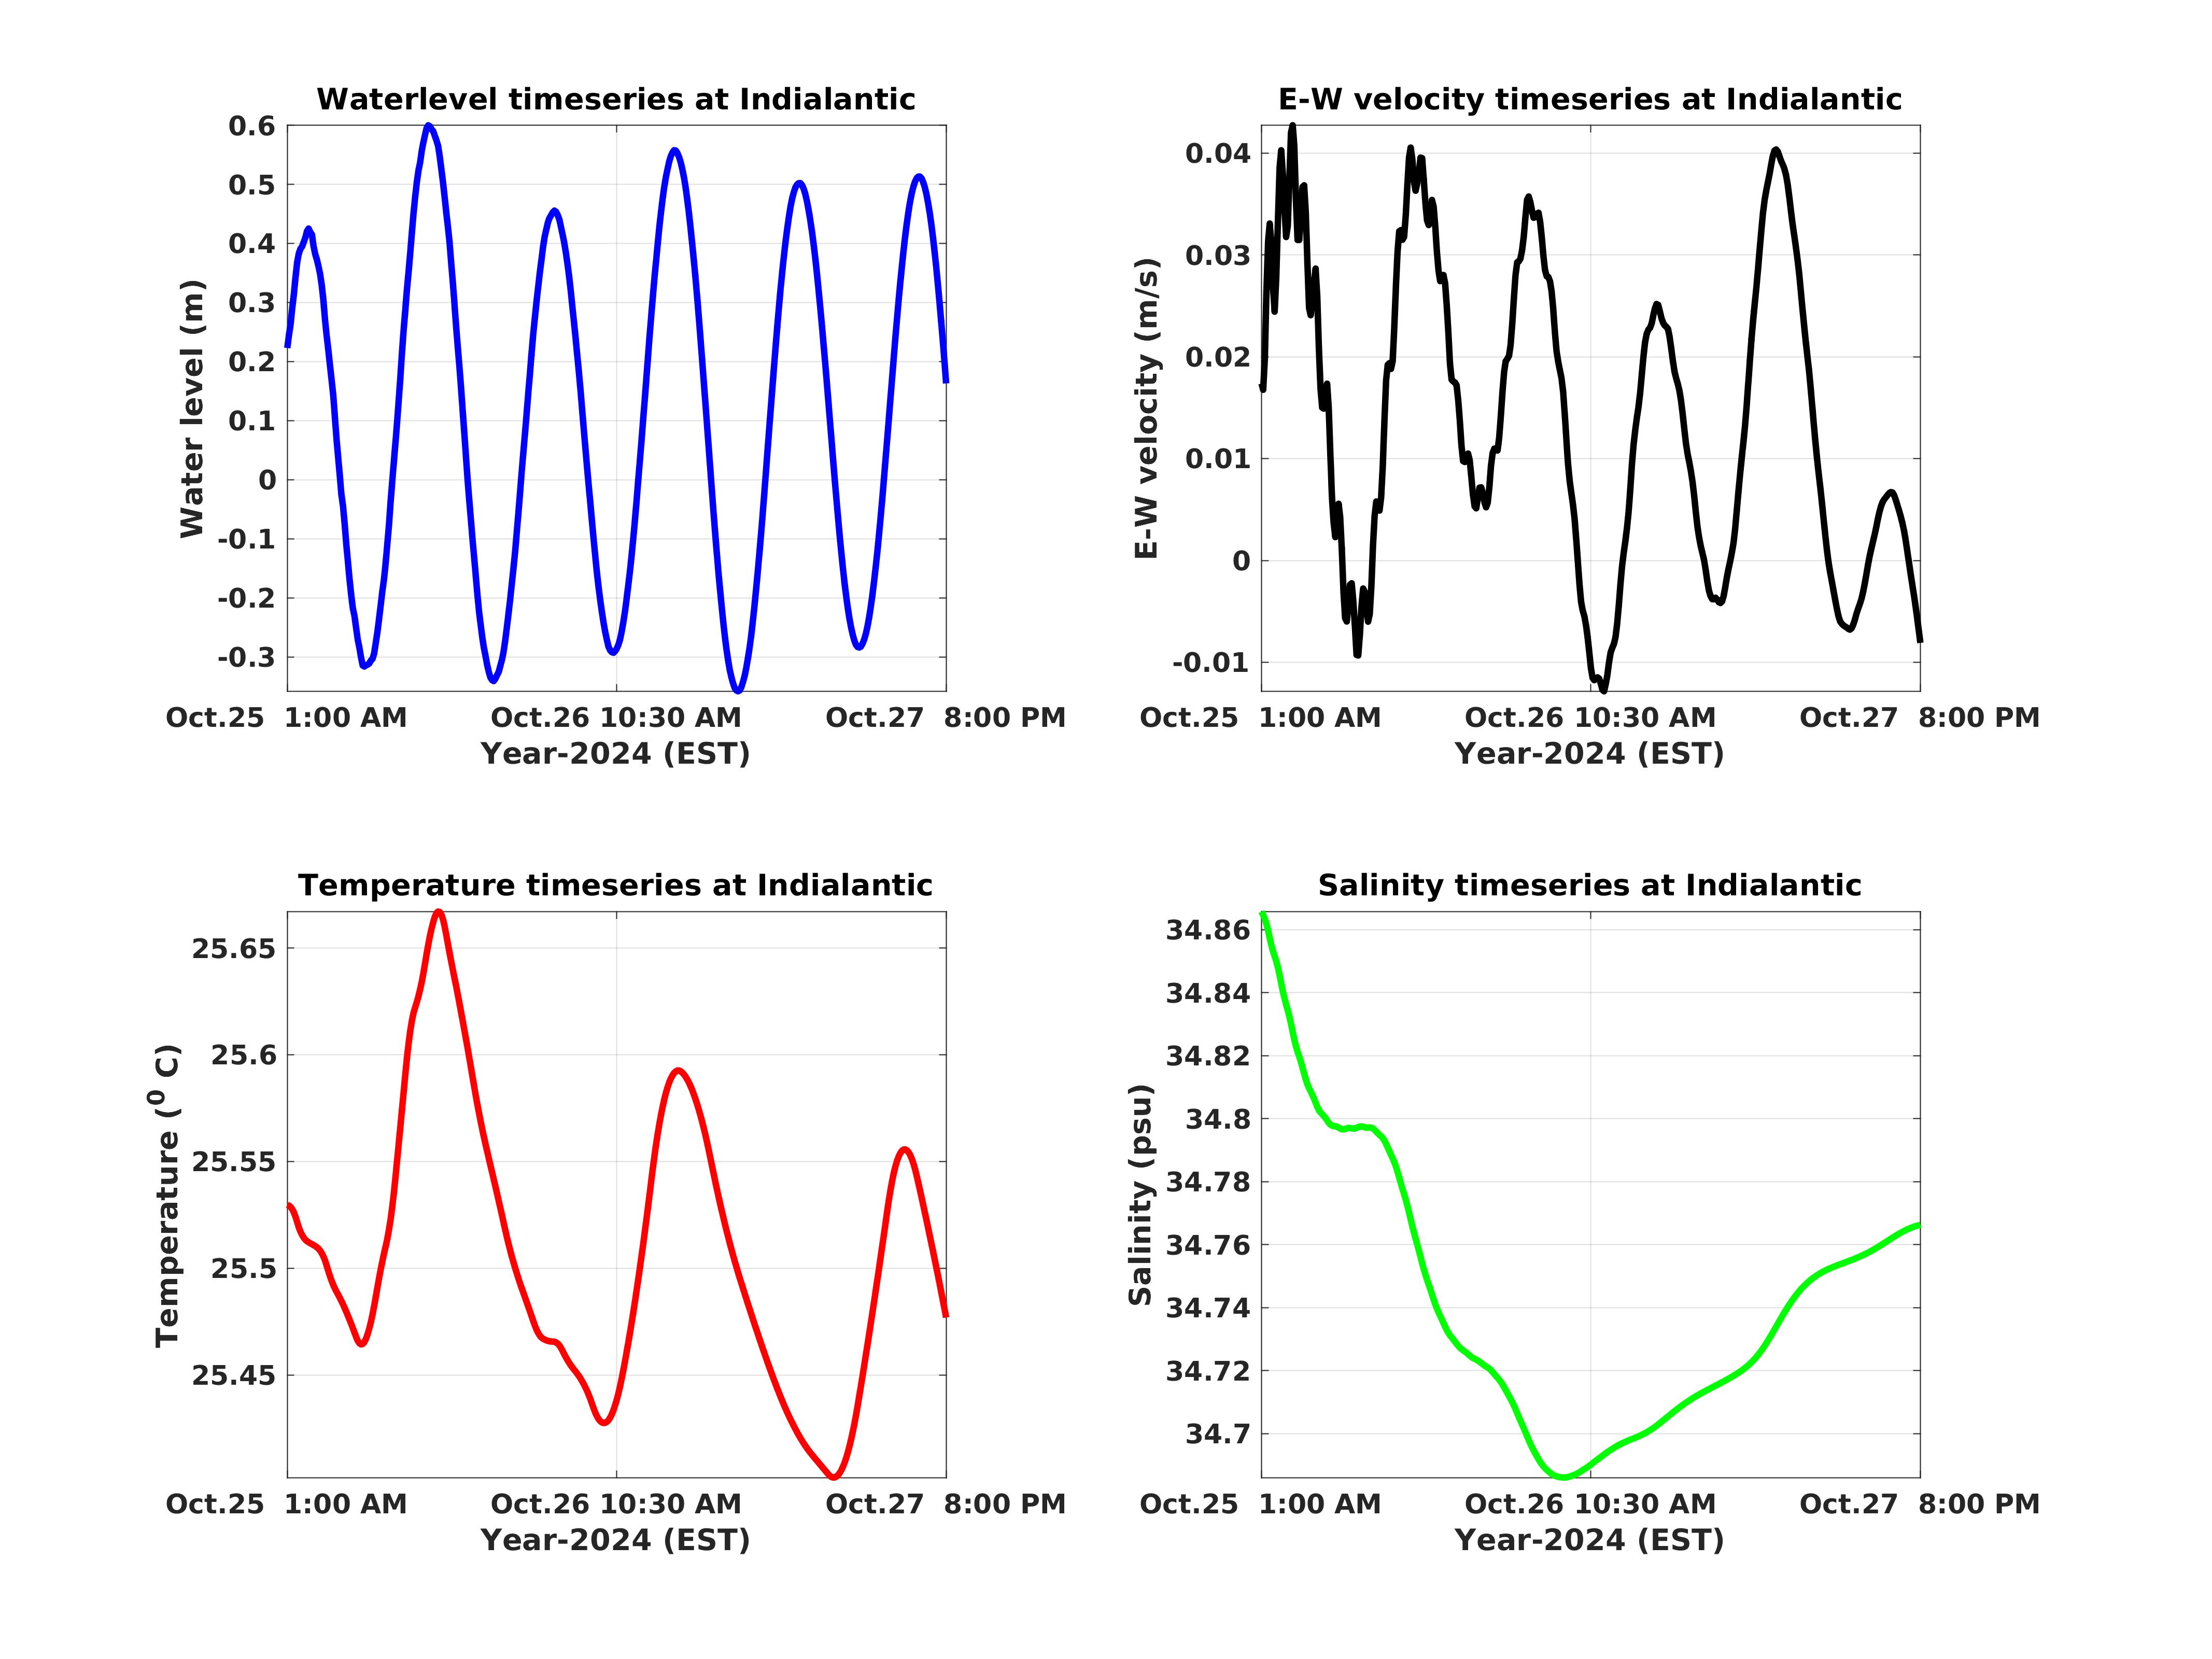 Waterlevel timeseries at Indialantic
0.6
0.5
0.4
0.3
0.2
0.1
0
-0.1
-0.2
-0.3
Water level (m)
Oct.25 1:00 AM
Oct.26 10:30 AM
Oct.27 8:00 PM
Year-2024 (EST)
E-W velocity timeseries at Indialantic
0.04
0.03
0.02
0.01
0
-0.01
E-W velocity (m/s)
Oct.25 1:00 AM
Oct.26 10:30 AM
Oct.27 8:00 PM
Year-2024 (EST)
Temperature timeseries at Indialantic
25.65
25.6
25.55
25.5
25.45
Temperature (⁰ C)
Oct.25 1:00 AM
Oct.26 10:30 AM
Oct.27 8:00 PM
Year-2024 (EST)
Salinity timeseries at Indialantic
34.86
34.84
34.82
34.8
34.78
34.76
34.74
34.72
34.7
Salinity (psu)
Oct.25 1:00 AM
Oct.26 10:30 AM
Oct.27 8:00 PM
Year-2024 (EST)